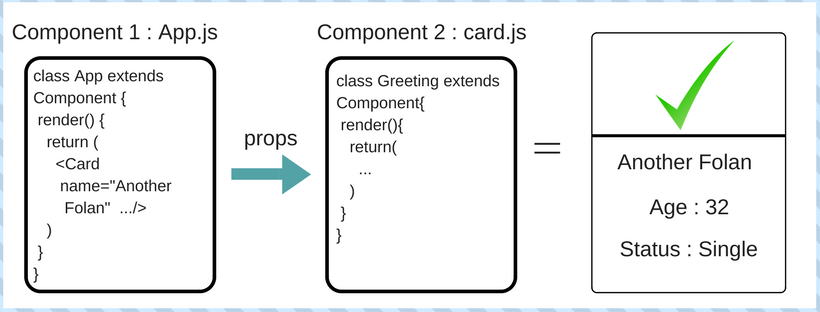 Component 1 : App.js
class App extends
Component {
render() {
return (
<Card
name="Another
Folan" .../>
)
}
}
props
Component 2 : card.js
class Greeting extends
Component{
render(){
return(
...
)
}
}
=
Another Folan
Age : 32
Status : Single